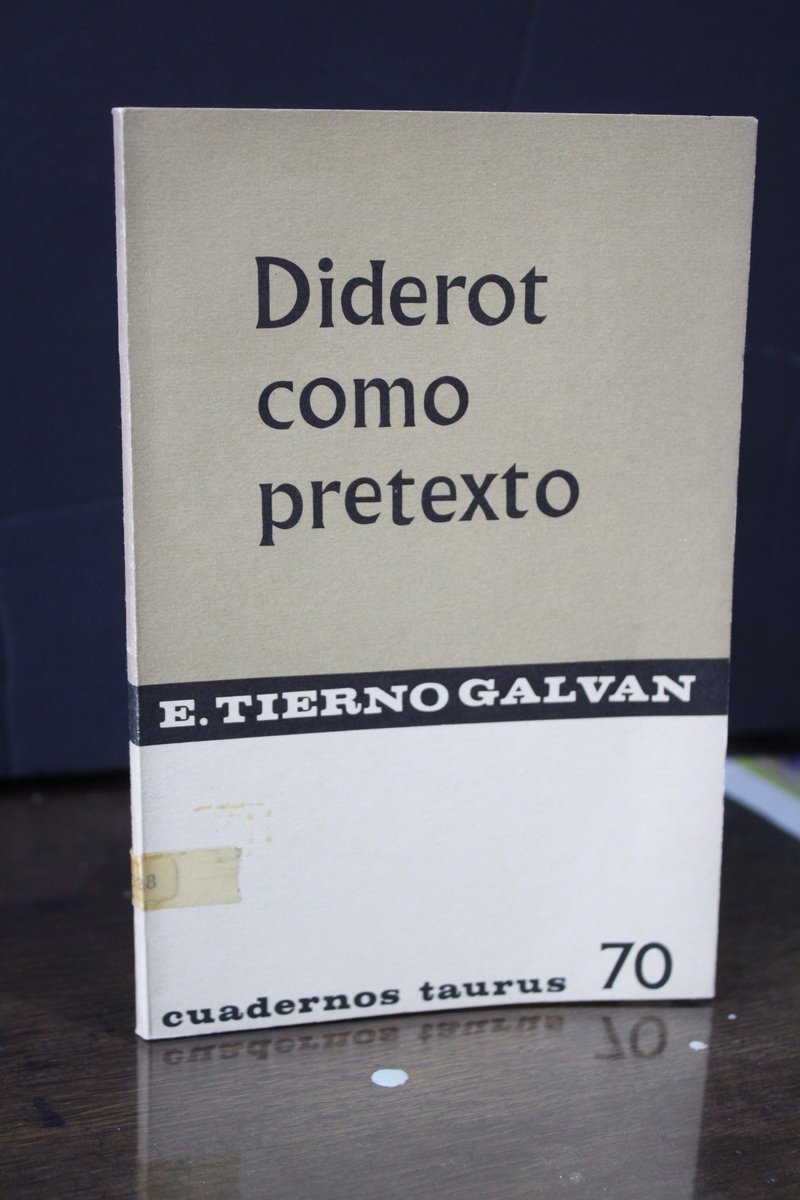 Diderot
como
pretexto
E. TIERNO GALVAN
cuadernos taurus 70